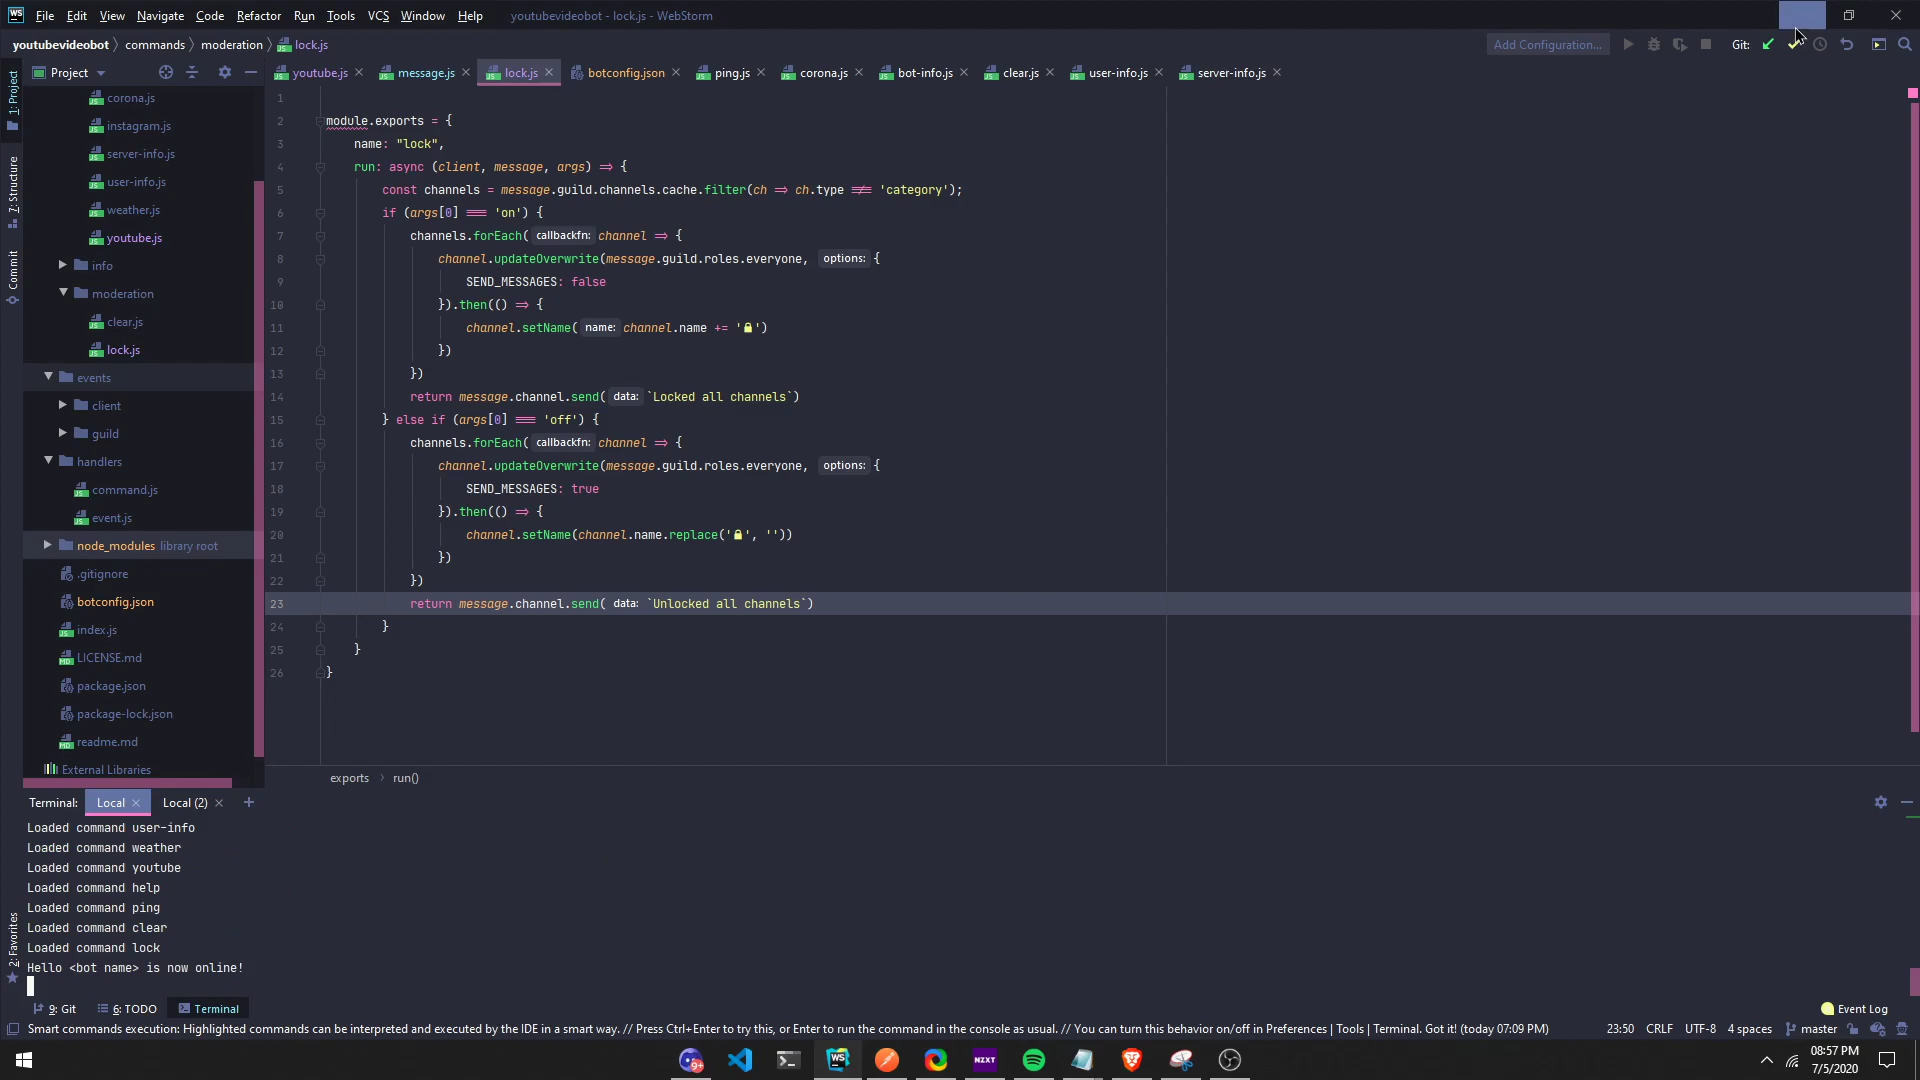 WS File Edit View Navigate Code Refactor Run Tools VCS Window Help youtubevideobot - lock.js - WebStorm
youtubevideobot commands moderation lock.js Add Configuration... Git:
Project youtube.js message.js lock.js botconfig.json ping.js corona.js bot-info.js clear.js user-info.js server-info.js
1: Project
7: Structure
Commit
2: Favorites
corona.js
instagram.js
server-info.js
user-info.js
weather.js
youtube.js
info
moderation
clear.js
lock.js
events
client
guild
handlers
command.js
event.js
node_modules library root
.gitignore
botconfig.json
index.js
LICENSE.md
package.json
package-lock.json
readme.md
External Libraries
1
2 module.exports = {
3 name: "lock",
4 run: async (client, message, args) => {
5 const channels = message.guild.channels.cache.filter(ch => ch.type !== 'category');
6 if (args[0] === 'on') {
7 channels.forEach( callbackfn: channel => {
8 channel.updateOverwrite(message.guild.roles.everyone, options: {
9 SEND_MESSAGES: false
10 }).then(() => {
11 channel.setName( name: channel.name += '🔒')
12 })
13 })
14 return message.channel.send( data: `Locked all channels`)
15 } else if (args[0] === 'off') {
16 channels.forEach( callbackfn: channel => {
17 channel.updateOverwrite(message.guild.roles.everyone, options: {
18 SEND_MESSAGES: true
19 }).then(() => {
20 channel.setName(channel.name.replace('🔒', ''))
21 })
22 })
23 return message.channel.send( data: `Unlocked all channels`)
24 }
25 }
26 }
exports run()
Terminal: Local Local (2)
Loaded command user-info
Loaded command weather
Loaded command youtube
Loaded command help
Loaded command ping
Loaded command clear
Loaded command lock
Hello <bot name> is now online!
9: Git 6: TODO Terminal Event Log
Smart commands execution: Highlighted commands can be interpreted and executed by the IDE in a smart way. // Press Ctrl+Enter to try this, or Enter to run the command in the console as usual. // You can turn this behavior on/off in Preferences | Tools | Terminal. Got it! (today 07:09 PM) 23:50 CRLF UTF-8 4 spaces master
9+ WS NZXT
08:57 PM
7/5/2020